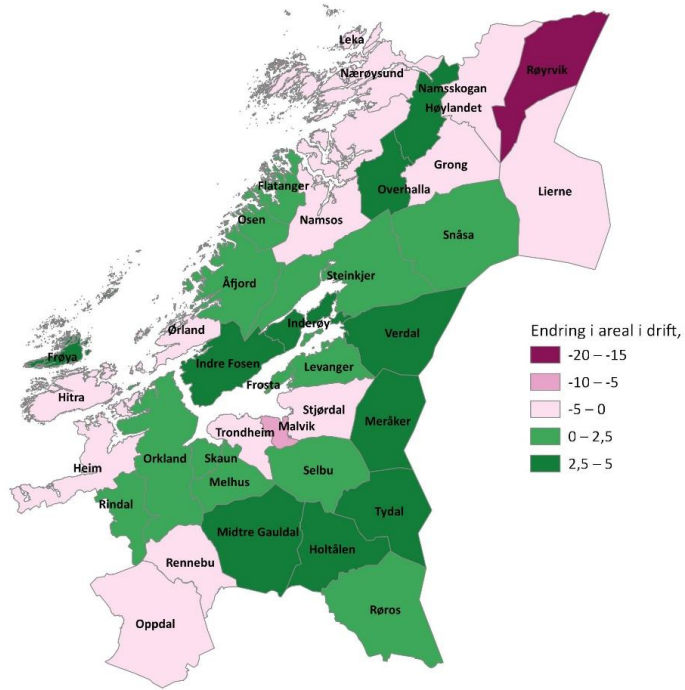 Leka
Nærøysund
Røyrvik
Namsskogan
Høylandet
Grong
Overhalla
Lierne
Flatanger
Osen
Namsos
Snåsa
Steinkjer
Åfjord
Ørland
Inderøy
Verdal
Frøya
Indre Fosen
Levanger
Frosta
Hitra
Stjørdal
Meråker
Trondheim
Malvik
Heim
Orkland
Skaun
Selbu
Melhus
Rindal
Tydal
Midtre Gauldal
Holtålen
Rennebu
Røros
Oppdal
Endring i areal i drift,
-20 – -15
-10 – -5
-5 – 0
0 – 2,5
2,5 – 5